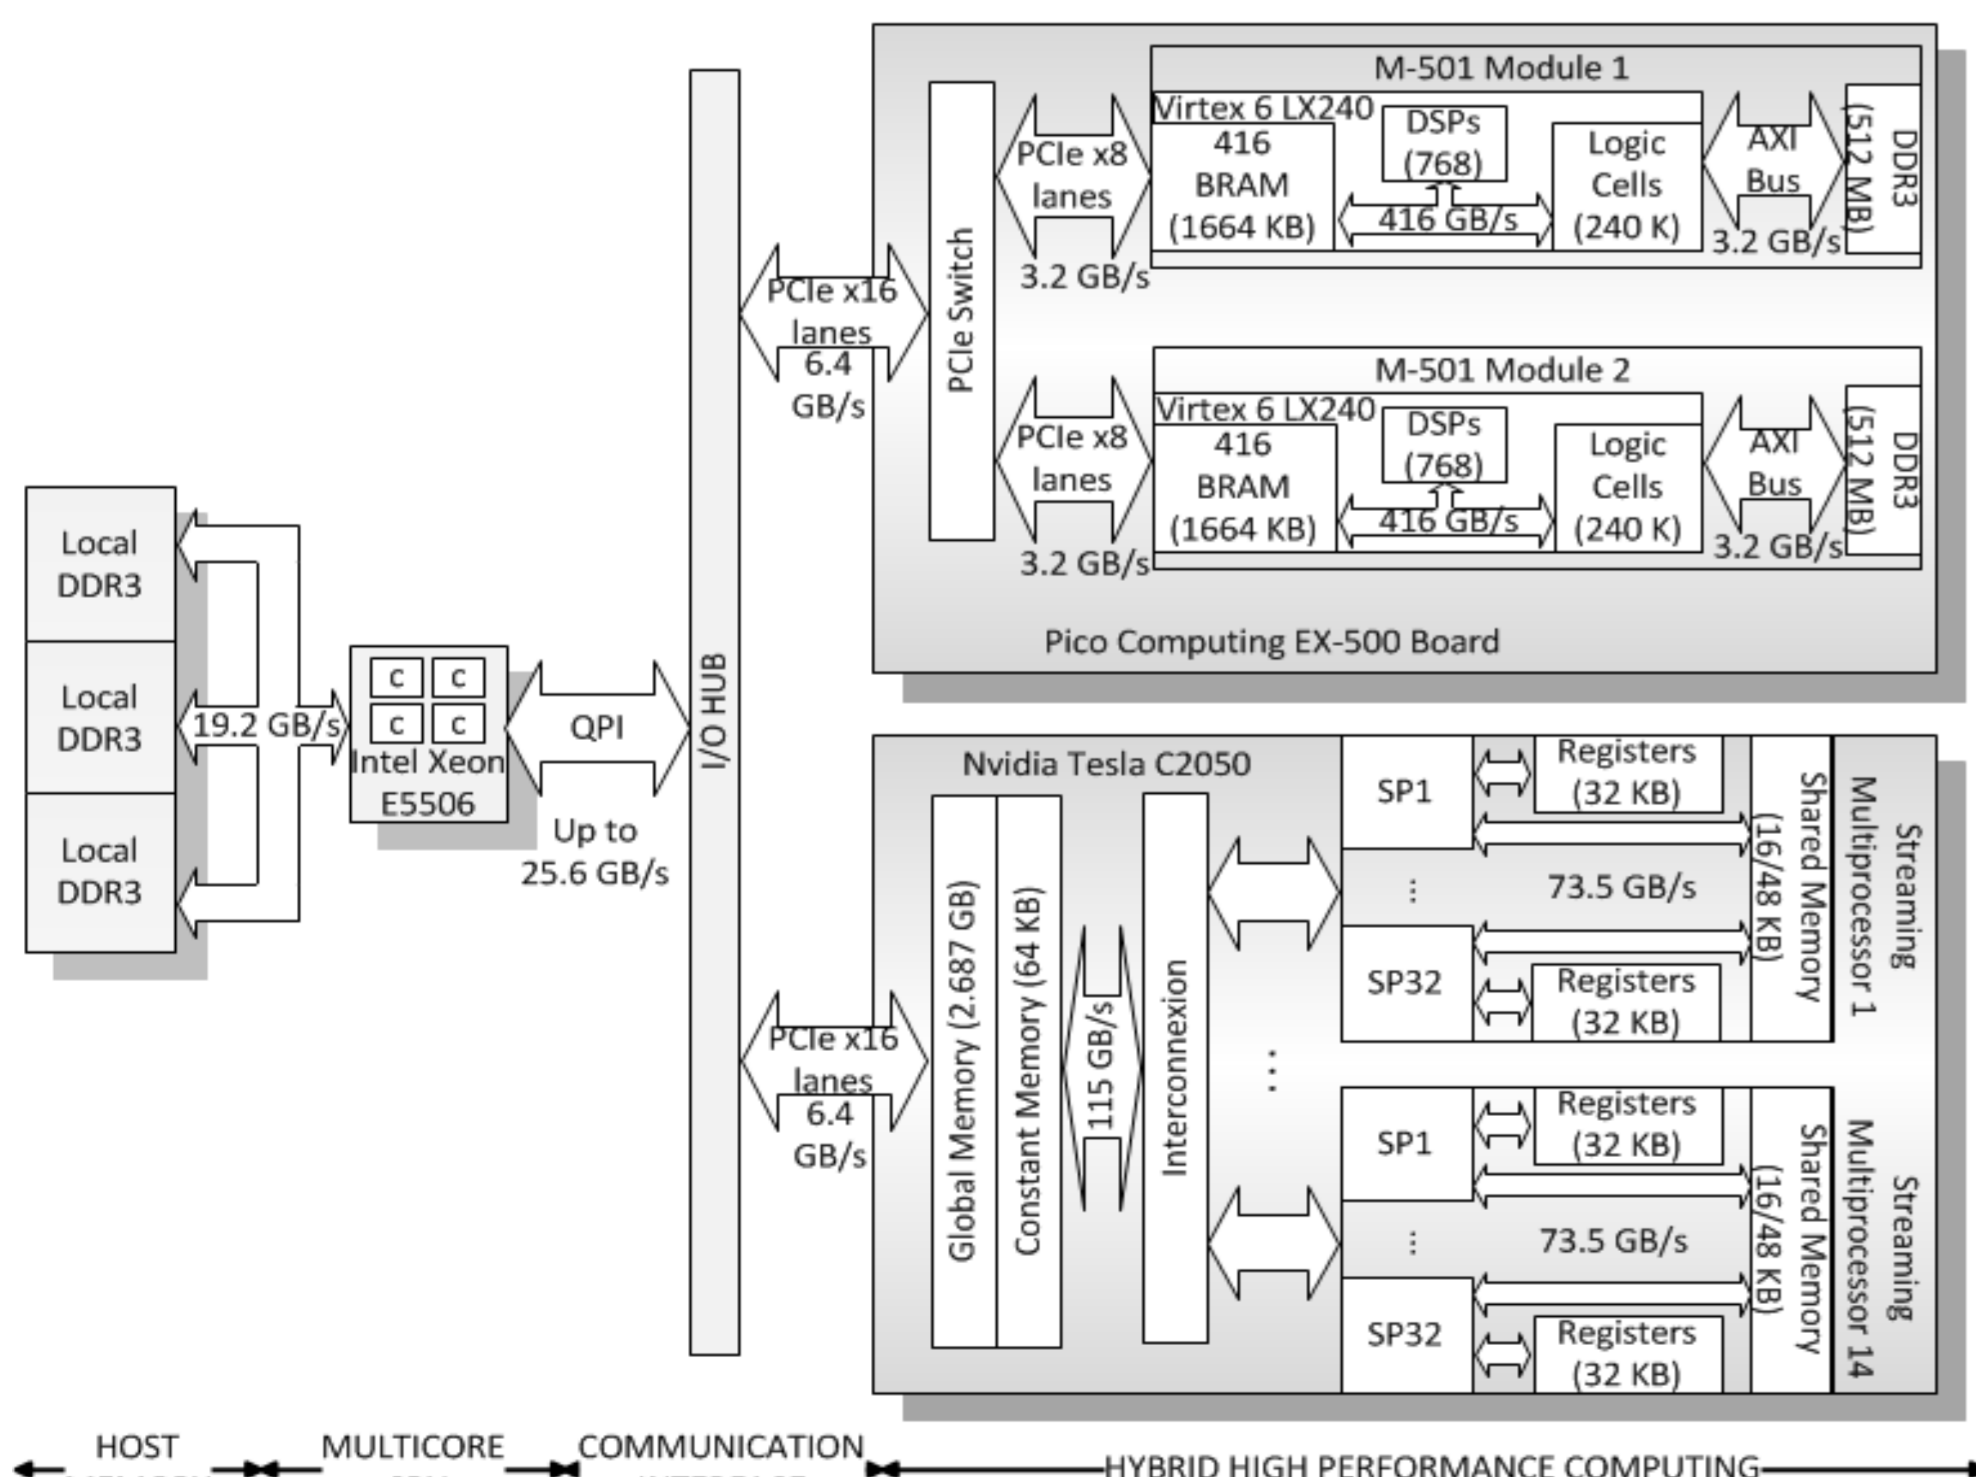 M-501 Module 1
Virtex 6 LX240
416
BRAM
(1664 KB)
DSPs
(768)
416 GB/s
Logic
Cells
(240 K)
AXI
Bus
3.2 GB/s
DDR3
(512 MB)
PCIe x8
lanes
3.2 GB/s
PCIe Switch
PCIe x16
lanes
6.4
GB/s
M-501 Module 2
Virtex 6 LX240
416
BRAM
(1664 KB)
DSPs
(768)
416 GB/s
Logic
Cells
(240 K)
AXI
Bus
3.2 GB/s
DDR3
(512 MB)
PCIe x8
lanes
3.2 GB/s
Pico Computing EX-500 Board
Local
DDR3
Local
DDR3
Local
DDR3
19.2 GB/s
c
c
c
c
Intel Xeon
E5506
QPI
Up to
25.6 GB/s
I/O HUB
PCIe x16
lanes
6.4
GB/s
Nvidia Tesla C2050
Global Memory (2.687 GB)
Constant Memory (64 KB)
115 GB/s
Interconnexion
...
SP1
...
SP32
Registers
(32 KB)
73.5 GB/s
Registers
(32 KB)
Shared Memory
(16/48 KB)
Streaming
Multiprocessor 1
SP1
...
SP32
Registers
(32 KB)
73.5 GB/s
Registers
(32 KB)
Shared Memory
(16/48 KB)
Streaming
Multiprocessor 14
HOST
MULTICORE
COMMUNICATION
HYBRID HIGH PERFORMANCE COMPUTING